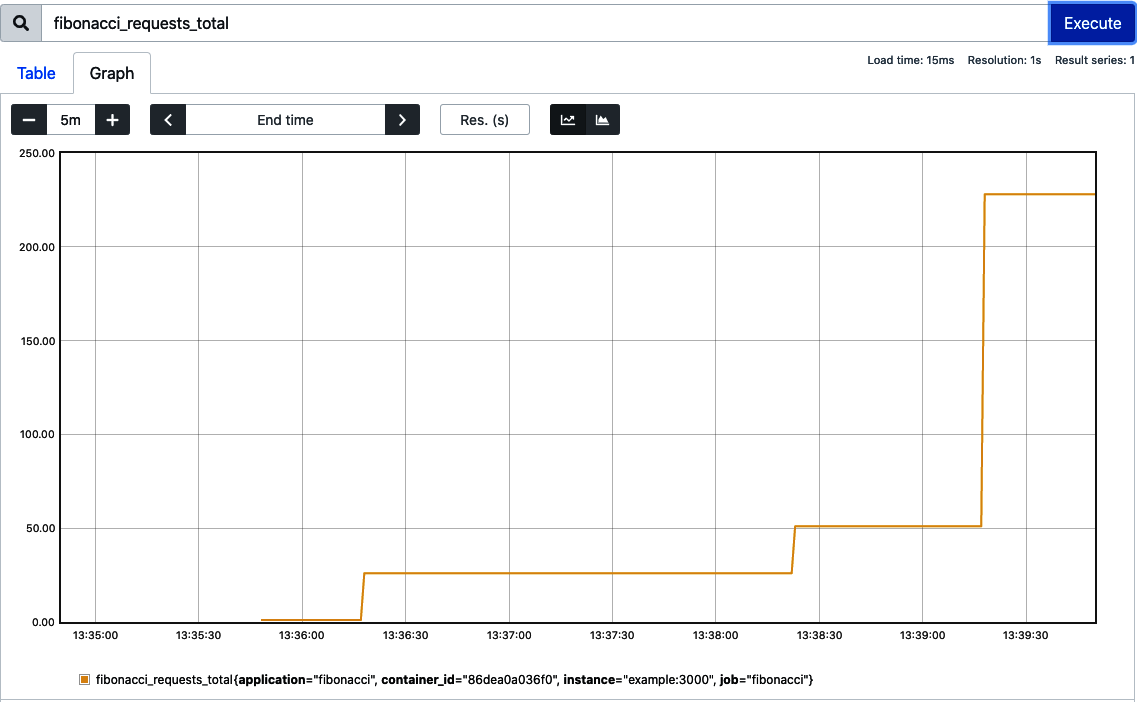 fibonacci_requests_total
Execute
Load time: 15ms Resolution: 1s Result series: 1
Table Graph
5m End time Res. (s)
250.00
200.00
150.00
100.00
50.00
0.00
13:35:00 13:35:30 13:36:00 13:36:30 13:37:00 13:37:30 13:38:00 13:38:30 13:39:00 13:39:30
fibonacci_requests_total{application="fibonacci", container_id="86dea0a036f0", instance="example:3000", job="fibonacci"}